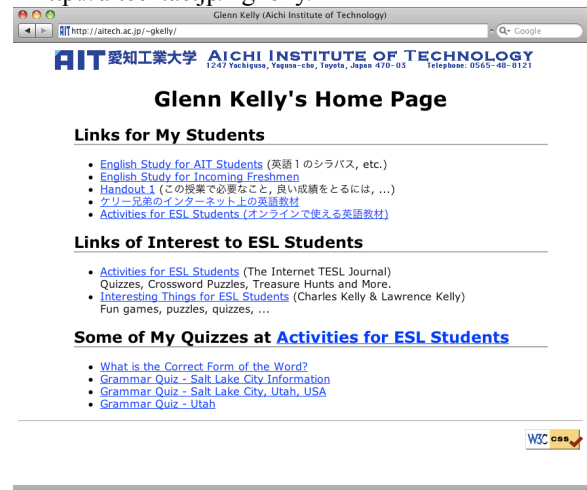 Glenn Kelly (Aichi Institute of Technology)
http://aitech.ac.jp/~gkelly/
Google
AIT 愛知工業大学 AICHI INSTITUTE OF TECHNOLOGY
1247 Yachigusa, Yagusa-cho, Toyota, Japan 470-03 Telephone: 0565-48-8121
Glenn Kelly's Home Page
Links for My Students
English Study for AIT Students (英語1のシラバス, etc.)
English Study for Incoming Freshmen
Handout 1 (この授業で必要なこと, 良い成績をとるには, ...)
ケリー兄弟のインターネット上の英語教材
Activities for ESL Students (オンラインで使える英語教材)
Links of Interest to ESL Students
Activities for ESL Students (The Internet TESL Journal)
Quizzes, Crossword Puzzles, Treasure Hunts and More.
Interesting Things for ESL Students (Charles Kelly & Lawrence Kelly)
Fun games, puzzles, quizzes, ...
Some of My Quizzes at Activities for ESL Students
What is the Correct Form of the Word?
Grammar Quiz - Salt Lake City Information
Grammar Quiz - Salt Lake City, Utah, USA
Grammar Quiz - Utah
W3C css